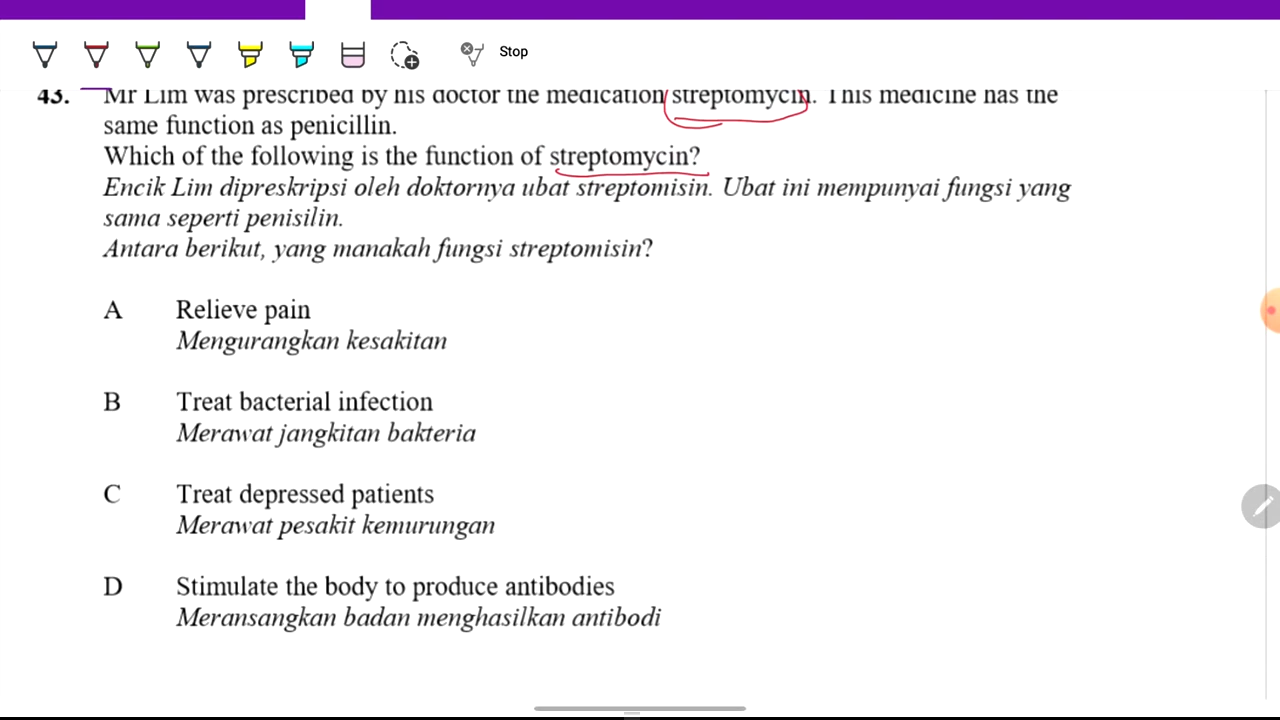 Stop
43. Mr Lim was prescribed by his doctor the medication streptomycin. This medicine has the
same function as penicillin.
Which of the following is the function of streptomycin?
Encik Lim dipreskripsi oleh doktornya ubat streptomisin. Ubat ini mempunyai fungsi yang
sama seperti penisilin.
Antara berikut, yang manakah fungsi streptomisin?
A Relieve pain
Mengurangkan kesakitan
B Treat bacterial infection
Merawat jangkitan bakteria
C Treat depressed patients
Merawat pesakit kemurungan
D Stimulate the body to produce antibodies
Meransangkan badan menghasilkan antibodi